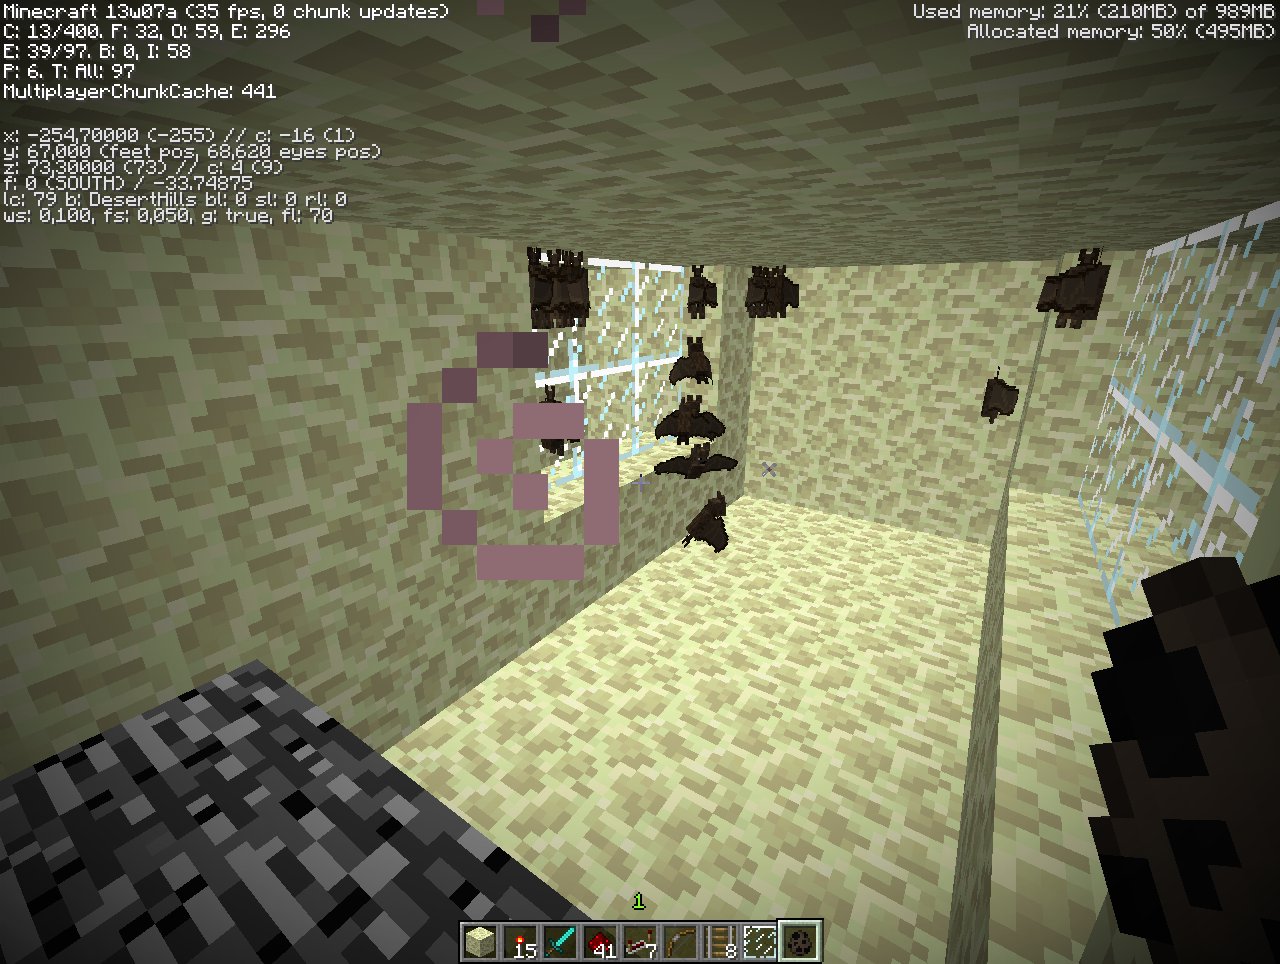 Minecraft 13w07a (35 fps, 0 chunk updates)
C: 13/400. F: 32, O: 59, E: 296
E: 39/97. B: 0, I: 58
P: 6. T: All: 97
MultiplayerChunkCache: 441
x: -254,70000 (-255) // c: -16 (1)
y: 67,000 (feet pos, 68,620 eyes pos)
z: 73,30000 (73) // c: 4 (9)
f: 0 (SOUTH) / -33,74875
lc: 79 b: DesertHills bl: 0 sl: 0 rl: 0
ws: 0,100, fs: 0,050, g: true, fl: 70
Used memory: 21% (210MB) of 989MB
Allocated memory: 50% (495MB)
1
15 41 7 8